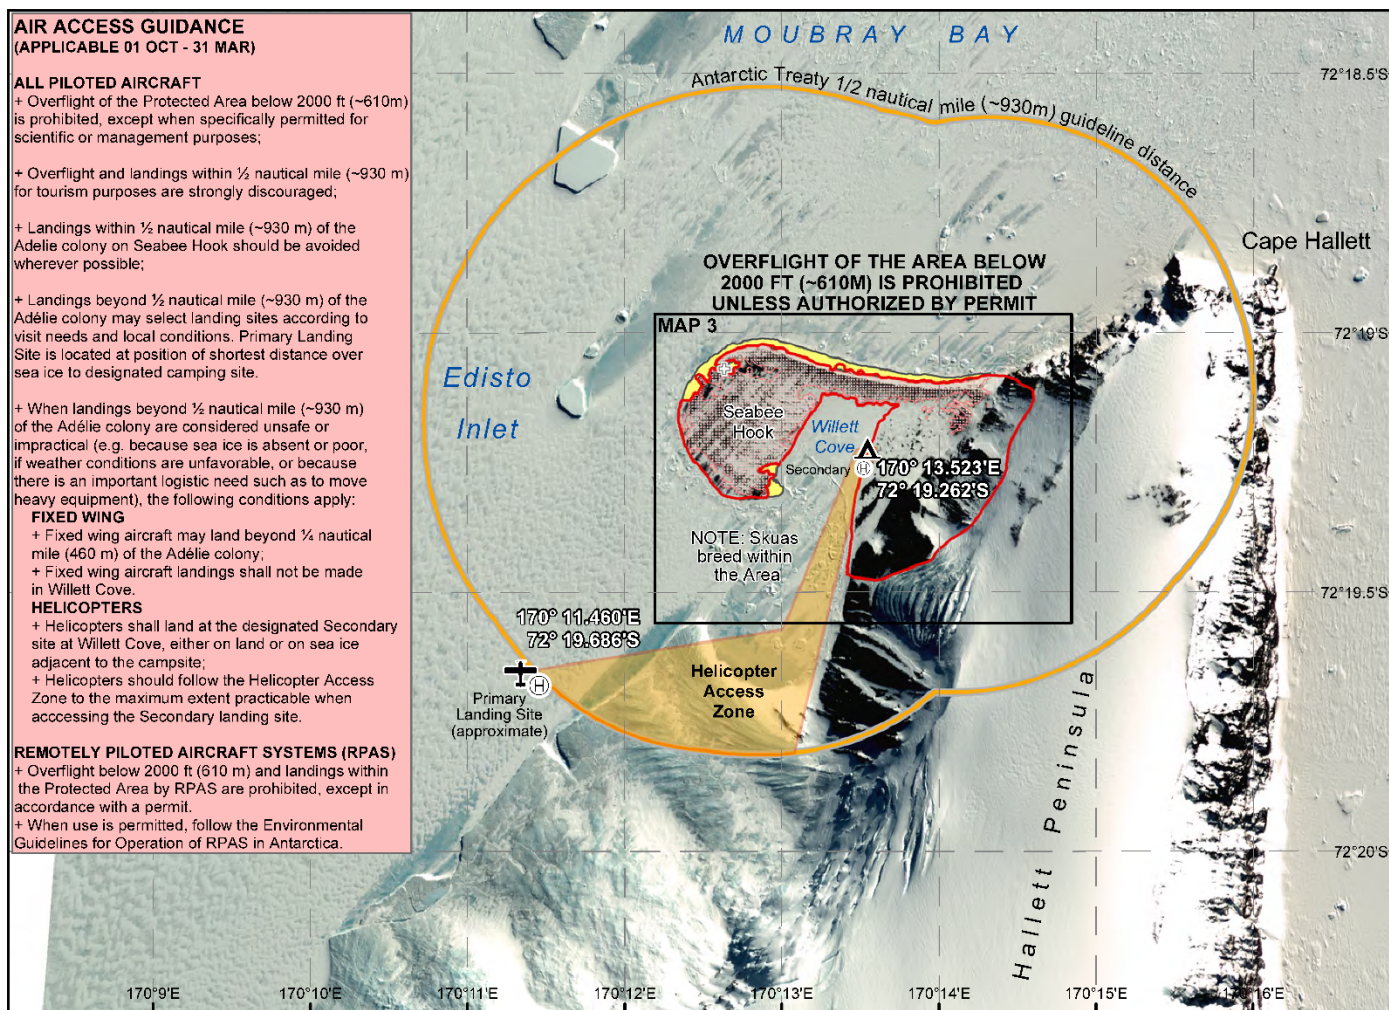 AIR ACCESS GUIDANCE
(APPLICABLE 01 OCT - 31 MAR)
ALL PILOTED AIRCRAFT
+ Overflight of the Protected Area below 2000 ft (~610m)
is prohibited, except when specifically permitted for
scientific or management purposes;
+ Overflight and landings within ½ nautical mile (~930 m)
for tourism purposes are strongly discouraged;
+ Landings within ½ nautical mile (~930 m) of the
Adelie colony on Seabee Hook should be avoided
wherever possible;
+ Landings beyond ½ nautical mile (~930 m) of the
Adélie colony may select landing sites according to
visit needs and local conditions. Primary Landing
Site is located at position of shortest distance over
sea ice to designated camping site.
+ When landings beyond ½ nautical mile (~930 m)
of the Adélie colony are considered unsafe or
impractical (e.g. because sea ice is absent or poor,
if weather conditions are unfavorable, or because
there is an important logistic need such as to move
heavy equipment), the following conditions apply:
FIXED WING
+ Fixed wing aircraft may land beyond ¼ nautical
mile (460 m) of the Adélie colony;
+ Fixed wing aircraft landings shall not be made
in Willett Cove.
HELICOPTERS
+ Helicopters shall land at the designated Secondary
site at Willett Cove, either on land or on sea ice
adjacent to the campsite;
+ Helicopters should follow the Helicopter Access
Zone to the maximum extent practicable when
acccessing the Secondary landing site.
REMOTELY PILOTED AIRCRAFT SYSTEMS (RPAS)
+ Overflight below 2000 ft (610 m) and landings within
the Protected Area by RPAS are prohibited, except in
accordance with a permit.
+ When use is permitted, follow the Environmental
Guidelines for Operation of RPAS in Antarctica.
MOUBRAY BAY
Antarctic Treaty 1/2 nautical mile (~930m) guideline distance
72°18.5'S
Cape Hallett
OVERFLIGHT OF THE AREA BELOW
2000 FT (~610M) IS PROHIBITED
UNLESS AUTHORIZED BY PERMIT
MAP 3
72°19'S
Edisto
Inlet
Seabee
Hook
Willett
Cove
Secondary
H
170° 13.523'E
72° 19.262'S
NOTE: Skuas
breed within
the Area
72°19.5'S
170° 11.460'E
72° 19.686'S
H
Primary
Landing Site
(approximate)
Helicopter
Access
Zone
Hallett Peninsula
72°20'S
170°9'E
170°10'E
170°11'E
170°12'E
170°13'E
170°14'E
170°15'E
170°16'E